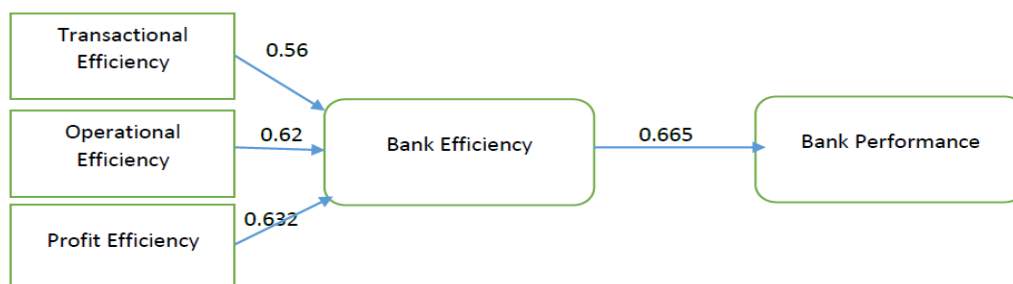 Transactional
Efficiency
0.56
Operational
Efficiency
0.62
Profit Efficiency
0.632
Bank Efficiency
0.665
Bank Performance